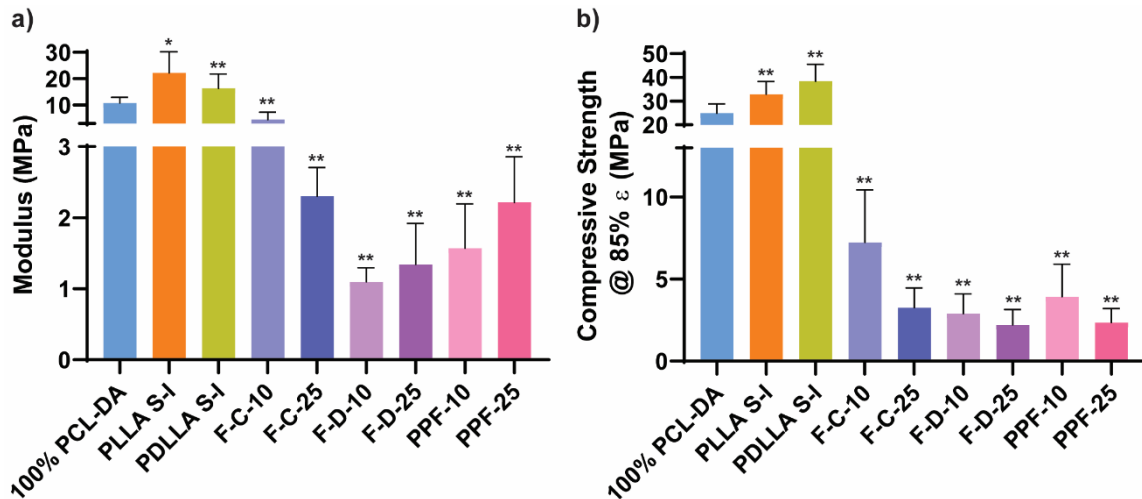 a)
Modulus (MPa)
30
20
10
3
2
1
0
*
**
**
**
**
**
**
**
100% PCL-DA
PLLA S-I
PDLLA S-I
F-C-10
F-C-25
F-D-10
F-D-25
PPF-10
PPF-25
b)
Compressive Strength
@ 85% ε (MPa)
50
40
30
20
10
5
0
**
**
**
**
**
**
**
**
100% PCL-DA
PLLA S-I
PDLLA S-I
F-C-10
F-C-25
F-D-10
F-D-25
PPF-10
PPF-25